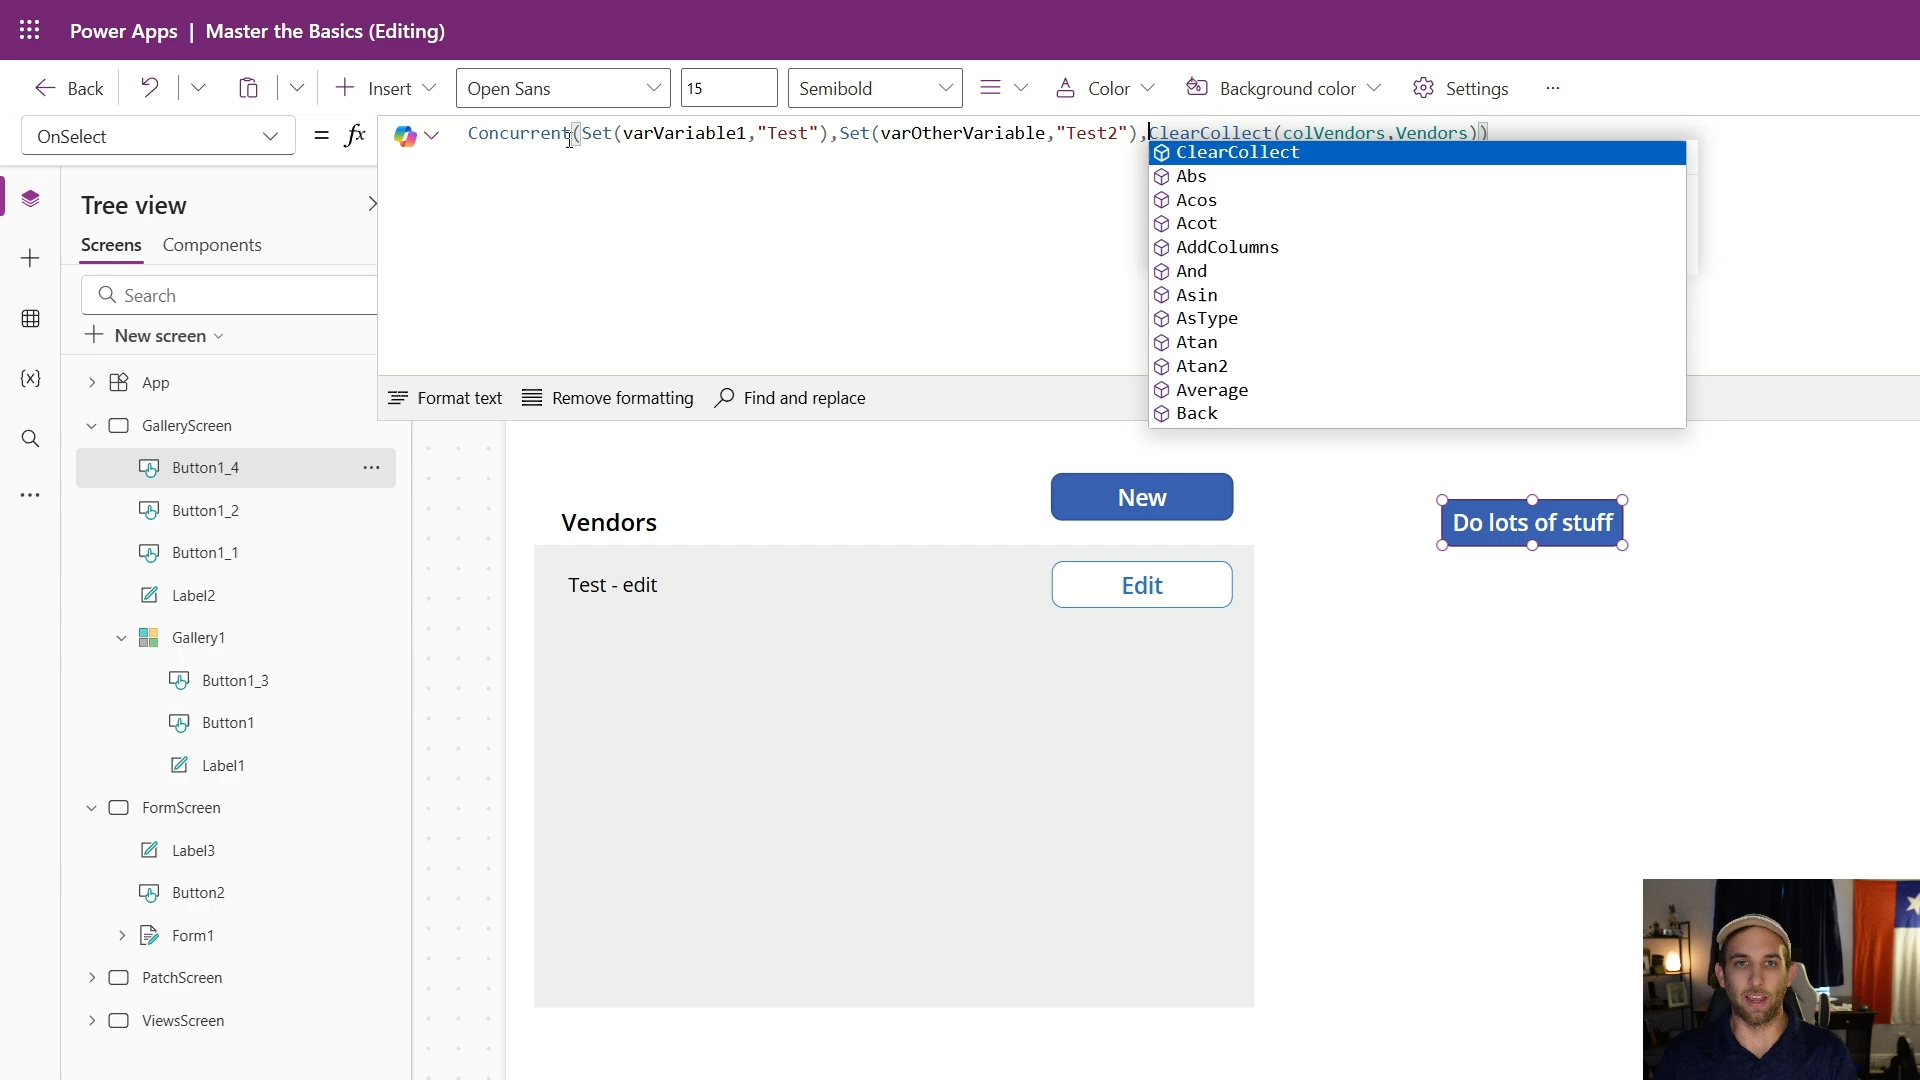 Power Apps | Master the Basics (Editing)
Back
Insert
Open Sans
15
Semibold
Color
Background color
Settings
OnSelect
= fx
Concurrent(Set(varVariable1,"Test"),Set(varOtherVariable,"Test2"),ClearCollect(colVendors,Vendors))
ClearCollect
Abs
Acos
Acot
AddColumns
And
Asin
AsType
Atan
Atan2
Average
Back
Format text
Remove formatting
Find and replace
Tree view
Screens
Components
Search
New screen
App
GalleryScreen
Button1_4
Button1_2
Button1_1
Label2
Gallery1
Button1_3
Button1
Label1
FormScreen
Label3
Button2
Form1
PatchScreen
ViewsScreen
{x}
Vendors
New
Test - edit
Edit
Do lots of stuff